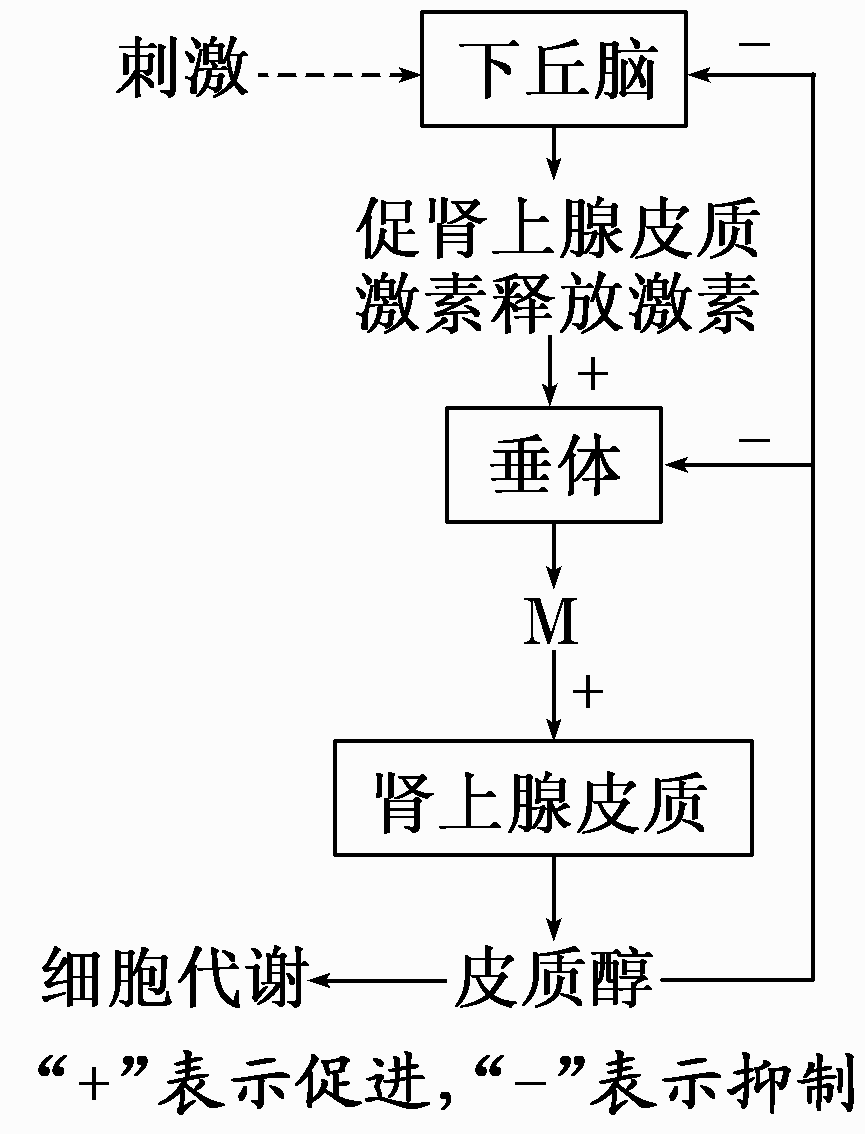 刺激
下丘脑
−
促肾上腺皮质
激素释放激素
+
垂体
−
M
+
肾上腺皮质
细胞代谢
皮质醇
“+”表示促进,“−”表示抑制